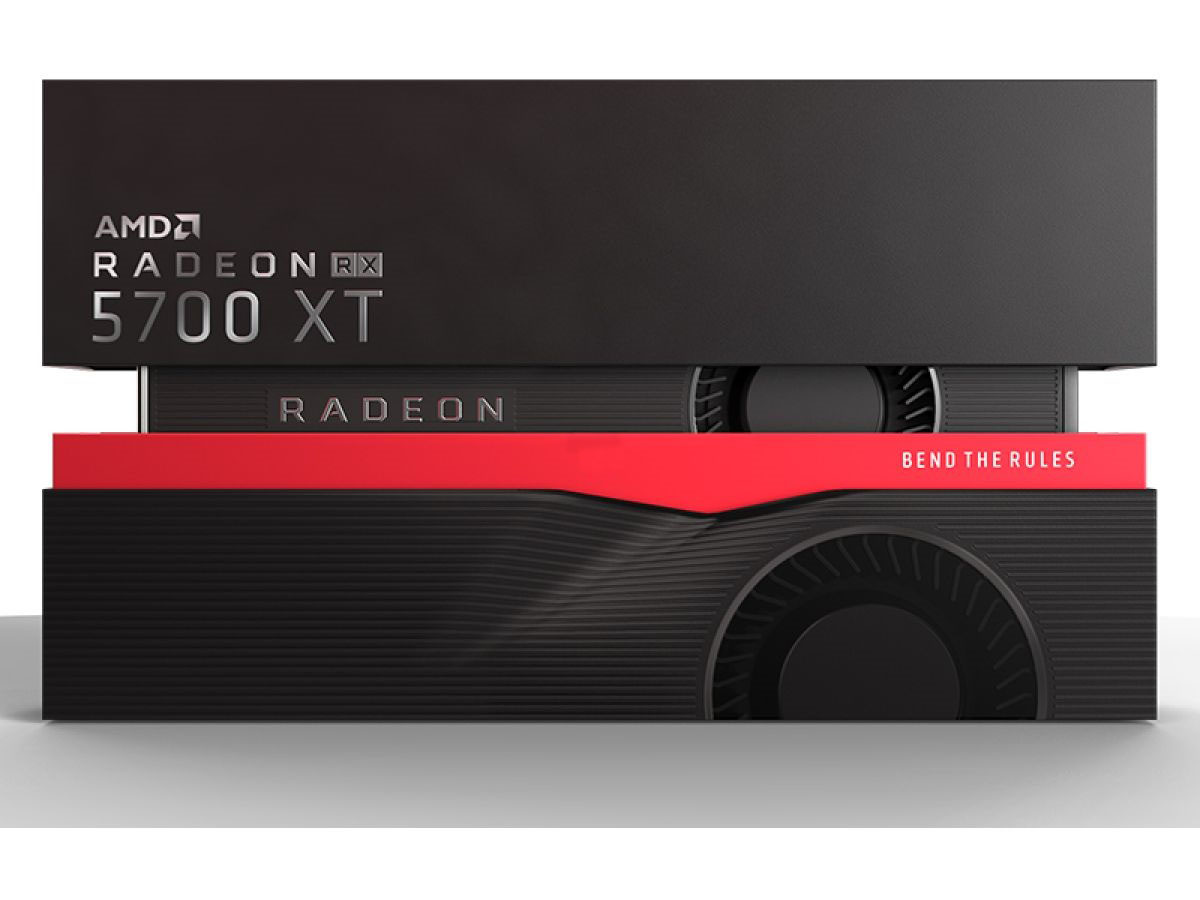 AMD
RADEON RX
5700 XT
RADEON
BEND THE RULES